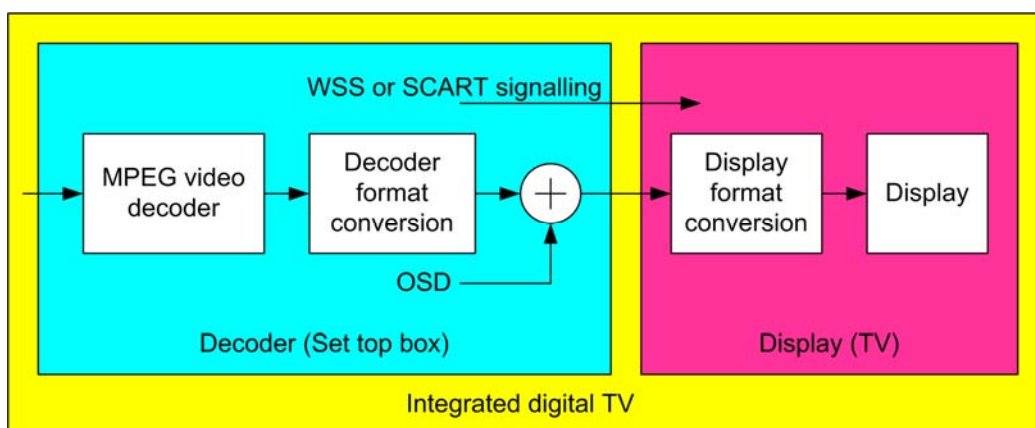 WSS or SCART signalling
MPEG video
decoder
Decoder
format
conversion
OSD
Display
format
conversion
Display
Decoder (Set top box)
Display (TV)
Integrated digital TV